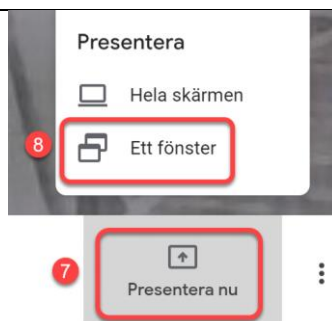 Presentera
Hela skärmen
8
Ett fönster
7
Presentera nu